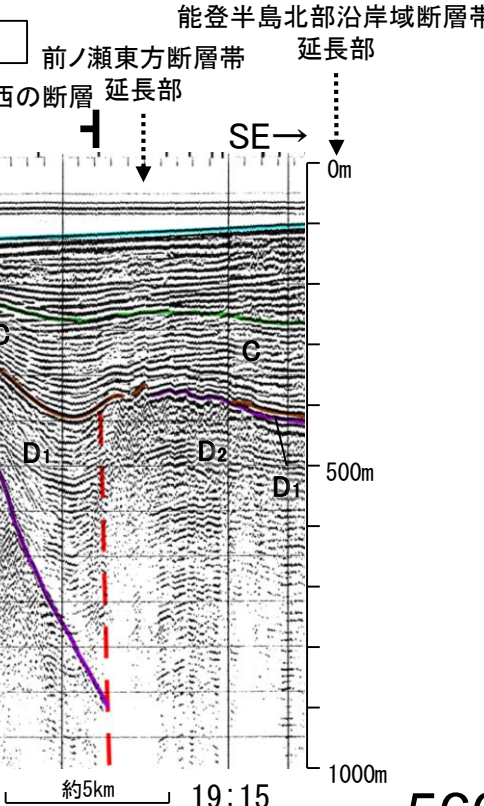 能登半島北部沿岸域断層帯
延長部
前ノ瀬東方断層帯
延長部
西の断層
SE→
0m
C
C
D1
D2
500m
D1
1000m
約5km
19:15